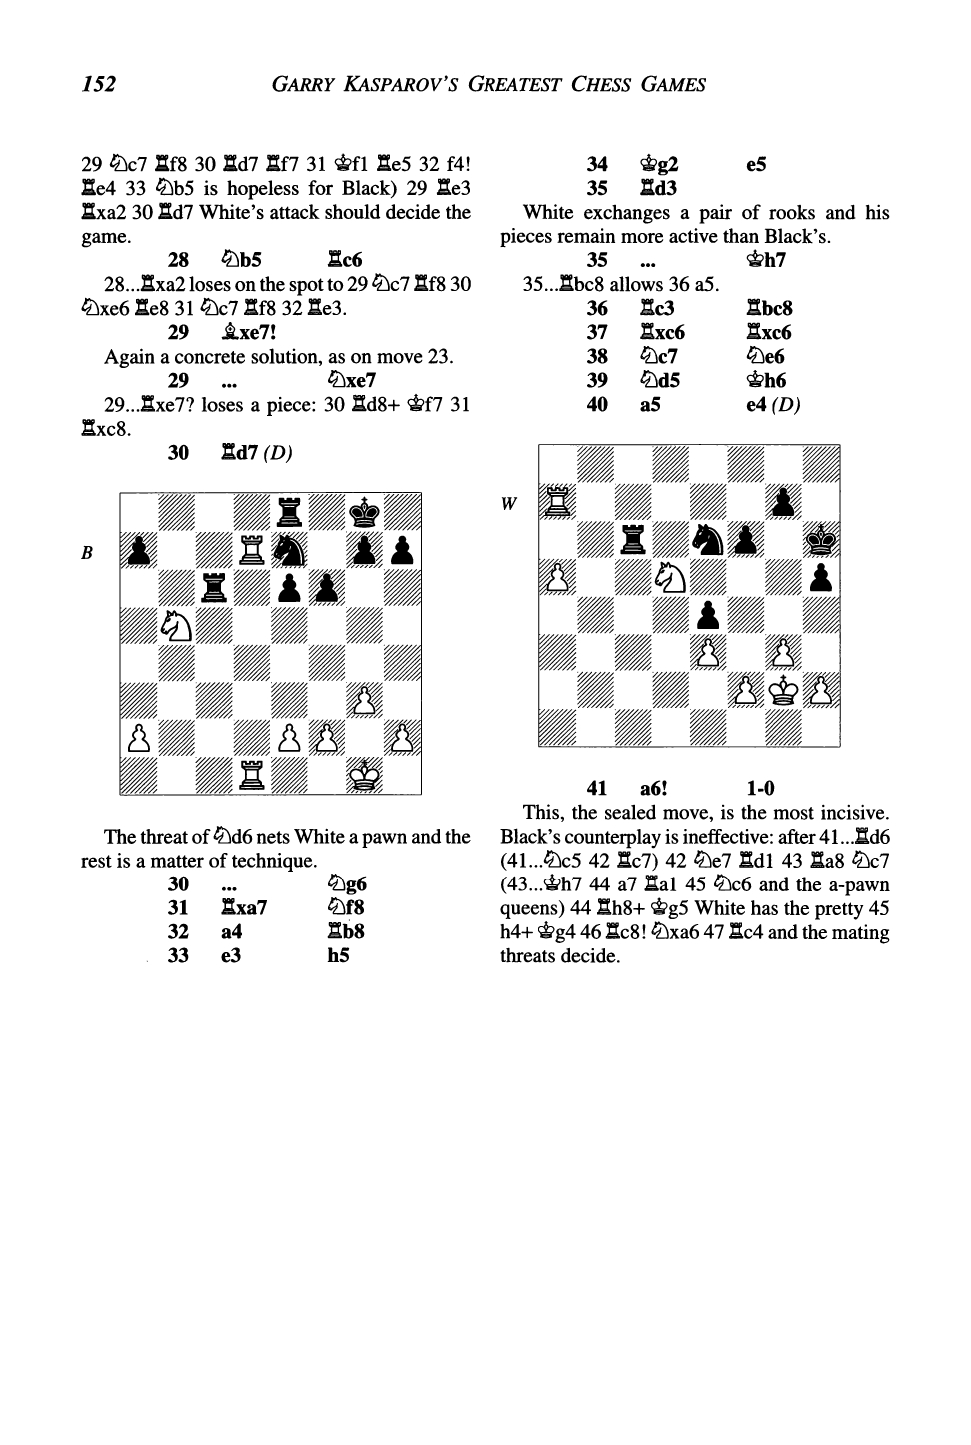 152 GARRY KASPAROV'S GREATEST CHESS GAMES
29 ♘c7 ♖f8 30 ♖d7 ♖f7 31 ♔f1 ♖e5 32 f4!
♖e4 33 ♘b5 is hopeless for Black) 29 ♖e3
♖xa2 30 ♖d7 White's attack should decide the
game.
28 ♘b5 ♖c6
28...♖xa2 loses on the spot to 29 ♘c7 ♖f8 30
♘xe6 ♖e8 31 ♘c7 ♖f8 32 ♖e3.
29 ♗xe7!
Again a concrete solution, as on move 23.
29 ... ♘xe7
29...♖xe7? loses a piece: 30 ♖d8+ ♔f7 31
♖xc8.
30 ♖d7 (D)
B
The threat of ♘d6 nets White a pawn and the
rest is a matter of technique.
30 ... ♘g6
31 ♖xa7 ♘f8
32 a4 ♖b8
33 e3 h5
34 ♔g2 e5
35 ♖d3
White exchanges a pair of rooks and his
pieces remain more active than Black's.
35 ... ♔h7
35...♖bc8 allows 36 a5.
36 ♖c3 ♖bc8
37 ♖xc6 ♖xc6
38 ♘c7 ♘e6
39 ♘d5 ♔h6
40 a5 e4 (D)
W
41 a6! 1-0
This, the sealed move, is the most incisive.
Black's counterplay is ineffective: after 41...♖d6
(41...♘c5 42 ♖c7) 42 ♘e7 ♖d1 43 ♖a8 ♘c7
(43...♔h7 44 a7 ♖a1 45 ♘c6 and the a-pawn
queens) 44 ♖h8+ ♔g5 White has the pretty 45
h4+ ♔g4 46 ♖c8! ♘xa6 47 ♖c4 and the mating
threats decide.